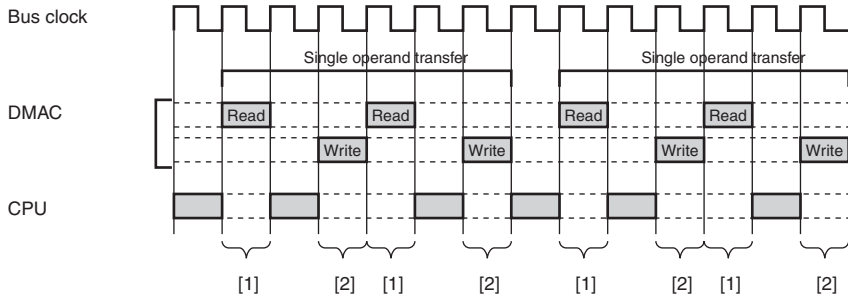 Bus clock
Single operand transfer Single operand transfer
DMAC Read Read Read Read
Write Write Write Write
CPU
[1] [2] [1] [2] [1] [2] [1] [2]